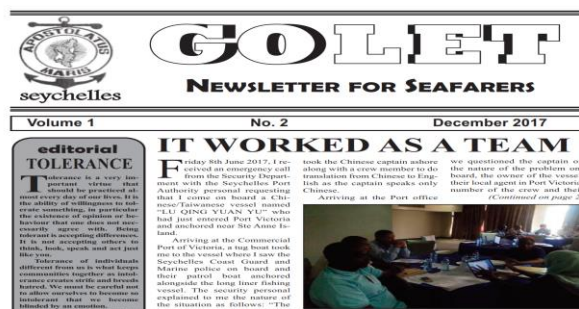 APOSTOLATUS
MARIS
seychelles
GOLET
NEWSLETTER FOR SEAFARERS
Volume 1
No. 2
December 2017
editorial
TOLERANCE
Tolerance is a very im-
portant virtue that
should be practiced al-
most every day of our lives. It is
the ability of willingness to tol-
erate something, in particular
the existence of opinion or be-
haviour that one does not nec-
essarily agree with. Being
tolerant is accepting differences.
It is not accepting others to
think, look, speak and act just
like you.
Tolerance of individuals
different from us is what keeps
communities together as intol-
erance creates strife and breeds
hatred. We must be careful not
to allow ourselves to become so
intolerant that we become
blinded by an emotion.
IT WORKED AS A TEAM
Friday 8th June 2017, I re-
ceived an emergency call
from the Security Depart-
ment with the Seychelles Port
Authority personal requesting
that I come on board a Chi-
nese/Taiwanese vessel named
"LU QING YUAN YU" who
had just entered Port Victoria
and anchored near Ste Anne Is-
land.
Arriving at the Commercial
Port of Victoria, a tug boat took
me to the vessel where I saw the
Seychelles Coast Guard and
Marine police on board and
their patrol boat anchored
alongside the long liner fishing
vessel. The security personal
explained to me the nature of
the situation as follows: "The
took the Chinese captain ashore
along with a crew member to do
translation from Chinese to Eng-
lish as the captain speaks only
Chinese.
Arriving at the Port office
we questioned the captain o
the nature of the problem on
board, the owner of the vesse
their local agent in Port Victoria
number of the crew and thei
(Continued on page 2